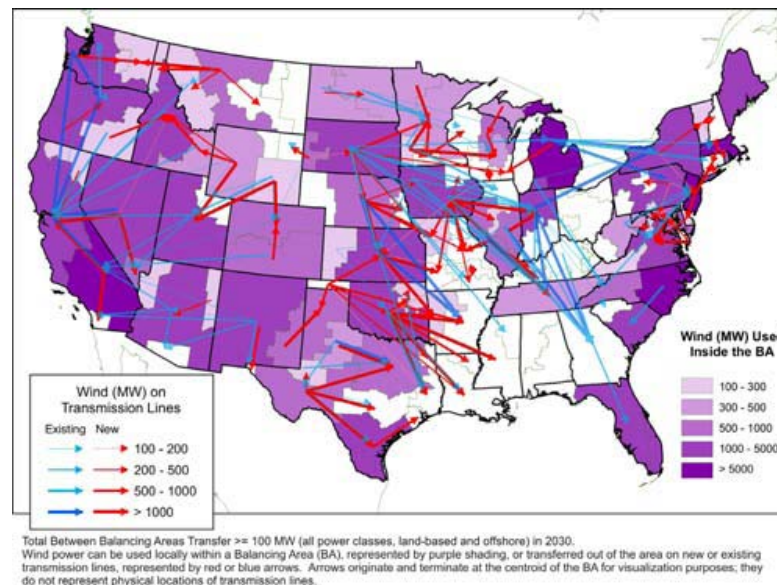 Wind (MW) Used
Inside the BA
100 - 300
300 - 500
500 - 1000
1000 - 5000
> 5000
Wind (MW) on
Transmission Lines
Existing New
100 - 200
200 - 500
500 - 1000
> 1000
Total Between Balancing Areas Transfer >= 100 MW (all power classes, land-based and offshore) in 2030.
Wind power can be used locally within a Balancing Area (BA), represented by purple shading, or transferred out of the area on new or existing
transmission lines, represented by red or blue arrows. Arrows originate and terminate at the centroid of the BA for visualization purposes; they
do not represent physical locations of transmission lines.